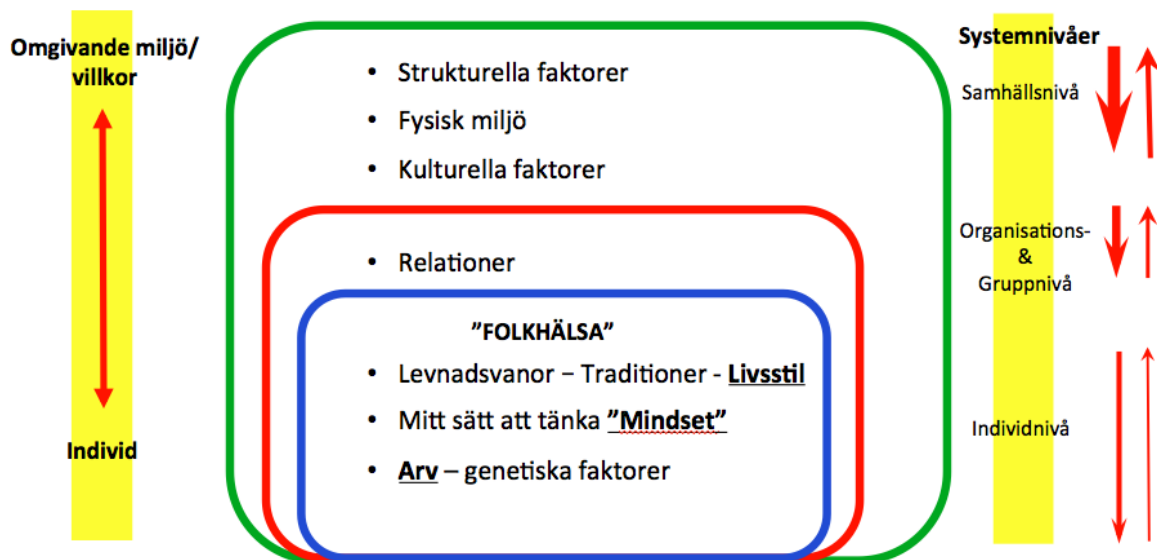 Omgivande miljö/
villkor
Individ
• Strukturella faktorer
• Fysisk miljö
• Kulturella faktorer
• Relationer
”FOLKHÄLSA”
• Levnadsvanor – Traditioner - Livsstil
• Mitt sätt att tänka ”Mindset”
• Arv – genetiska faktorer
Systemnivåer
Samhällsnivå
Organisations-
&
Gruppnivå
Individnivå